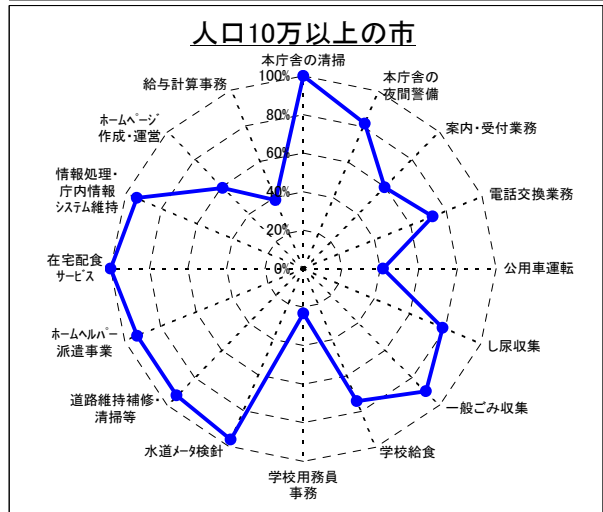 人口10万以上の市
本庁舎の清掃
本庁舎の
夜間警備
案内・受付業務
電話交換業務
公用車運転
し尿収集
一般ごみ収集
学校給食
学校用務員
事務
水道ﾒｰﾀ検針
道路維持補修・
清掃等
ﾎｰﾑﾍﾙﾊﾟｰ
派遣事業
在宅配食
ｻｰﾋﾞｽ
情報処理・
庁内情報
ｼｽﾃﾑ維持
ﾎｰﾑﾍﾟｰｼﾞ
作成・運営
給与計算事務
100%
80%
60%
40%
20%
0%